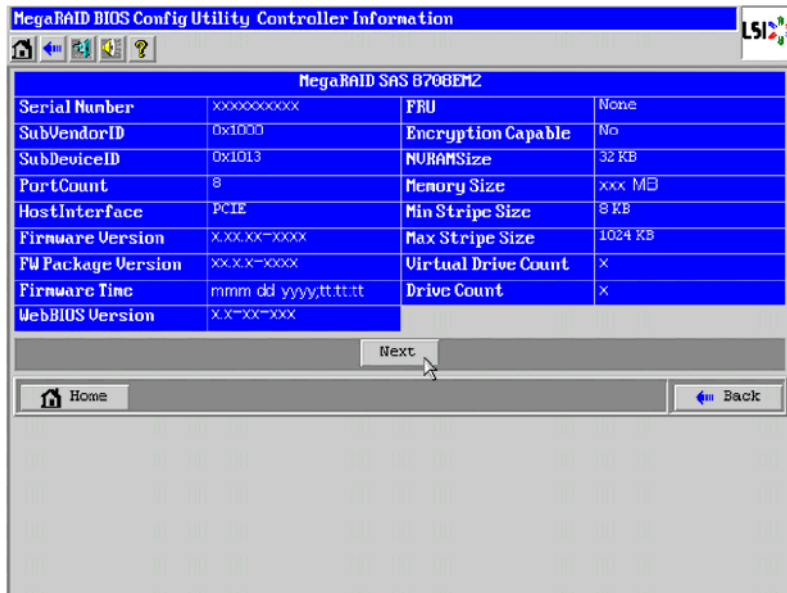 MegaRAID BIOS Config Utility Controller Information
LSI
MegaRAID SAS 8708EM2
Serial Number xxxxxxxxxx FRU None
SubVendorID 0x1000 Encryption Capable No
SubDeviceID 0x1013 NVRAMSize 32 KB
PortCount 8 Memory Size xxx MB
HostInterface PCIE Min Stripe Size 8 KB
Firmware Version x.xx.xx-xxxx Max Stripe Size 1024 KB
FW Package Version xx.x.x-xxxx Virtual Drive Count x
Firmware Time mmm dd yyyy;tt:tt:tt Drive Count x
WebBIOS Version x.x-xx-xxx
Next
Home Back